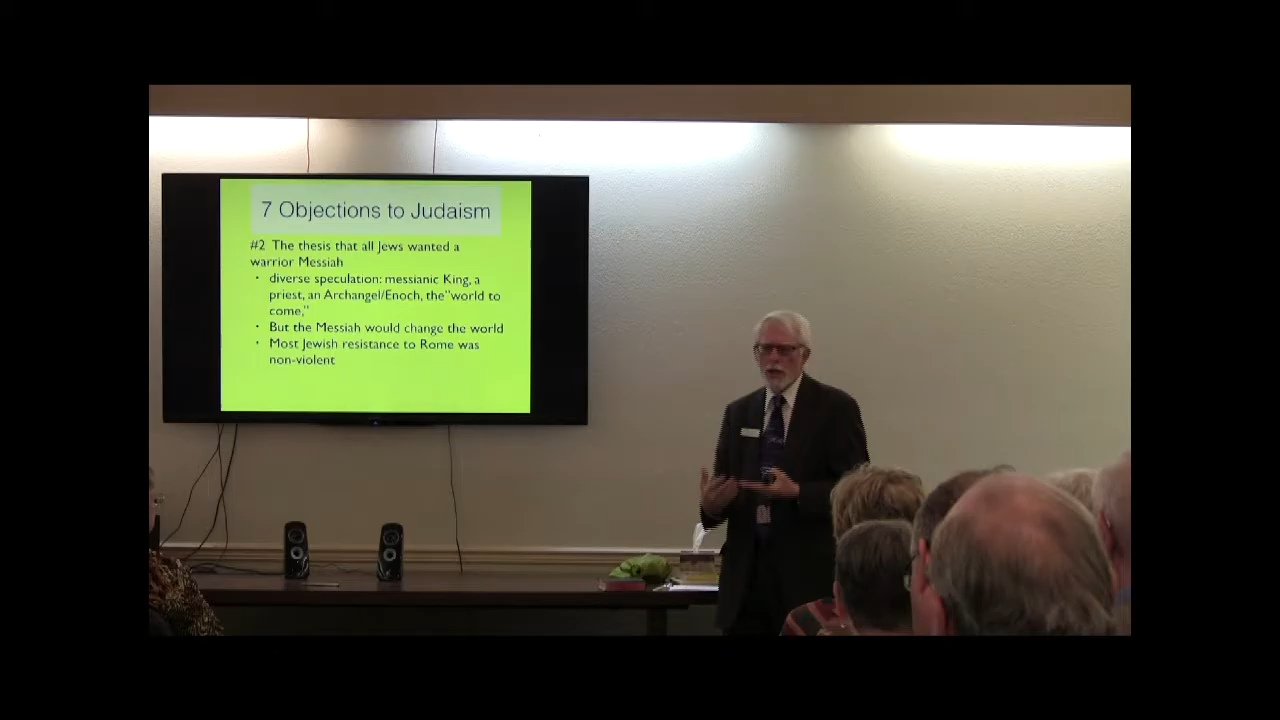 7 Objections to Judaism
#2 The thesis that all Jews wanted a
warrior Messiah
• diverse speculation: messianic King, a
priest, an Archangel/Enoch, the"world to
come,"
• But the Messiah would change the world
• Most Jewish resistance to Rome was
non-violent